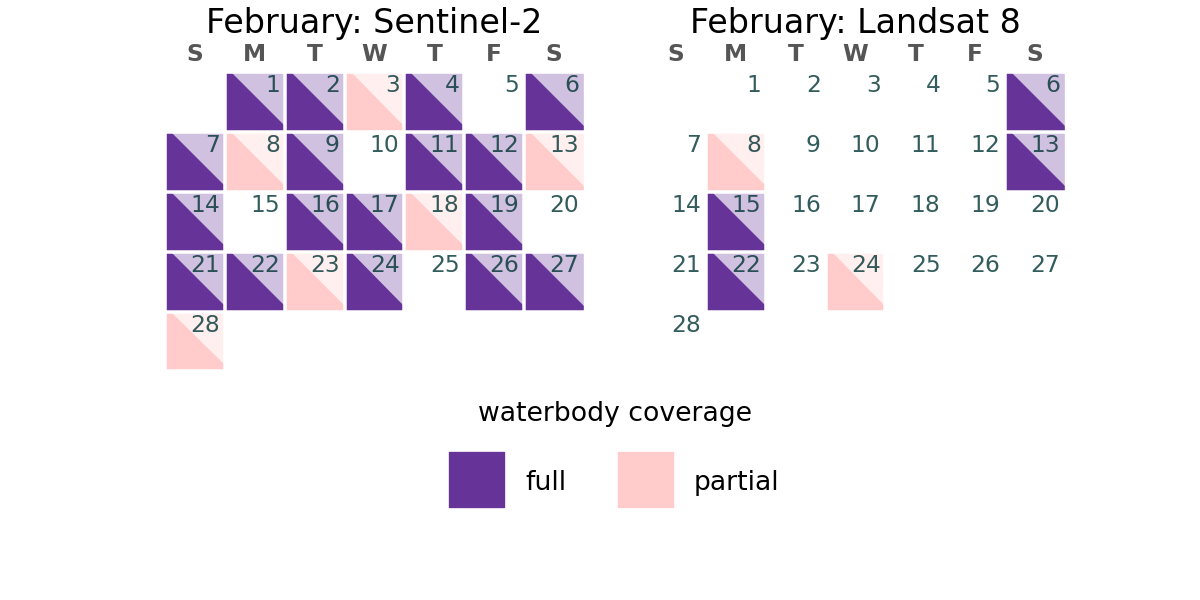 February: Sentinel-2
S M T W T F S
1 2 3 4 5 6
7 8 9 10 11 12 13
14 15 16 17 18 19 20
21 22 23 24 25 26 27
28
February: Landsat 8
S M T W T F S
1 2 3 4 5 6
7 8 9 10 11 12 13
14 15 16 17 18 19 20
21 22 23 24 25 26 27
28
waterbody coverage
full
partial